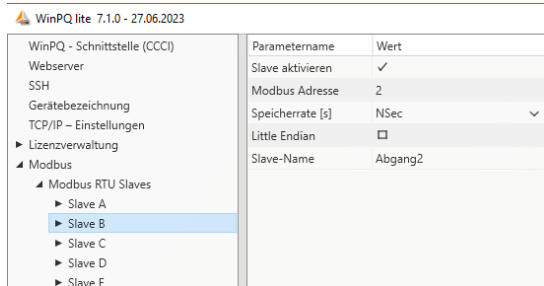 WinPQ lite 7.1.0 - 27.06.2023
WinPQ - Schnittstelle (CCCI)
Webserver
SSH
Gerätebezeichnung
TCP/IP – Einstellungen
Lizenzverwaltung
Modbus
Modbus RTU Slaves
Slave A
Slave B
Slave C
Slave D
Slave E
Parametername Wert
Slave aktivieren ✓
Modbus Adresse 2
Speicherrate [s] NSec
Little Endian
Slave-Name Abgang2